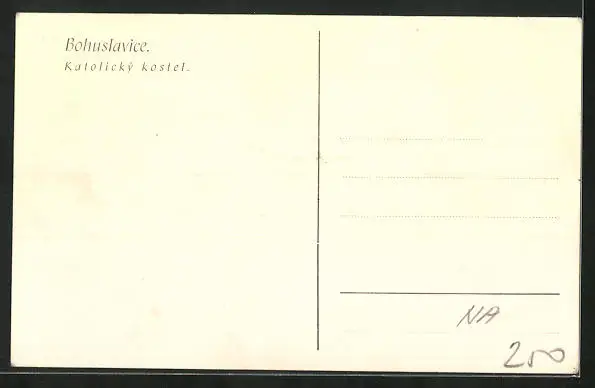 Bohuslavice.
Katolický kostel.
NA
200